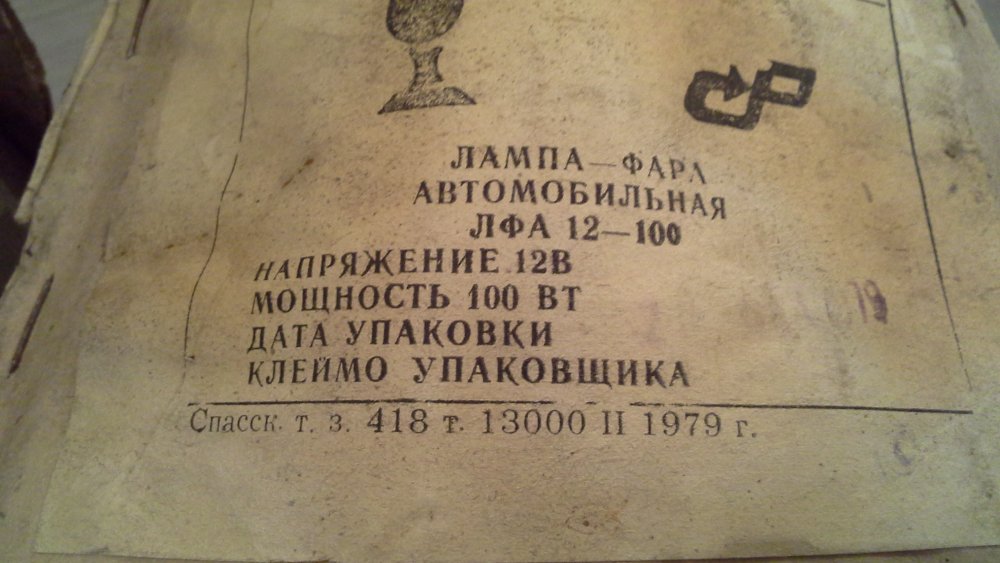 ЛАМПА—ФАРА
АВТОМОБИЛЬНАЯ
ЛФА 12—100
НАПРЯЖЕНИЕ 12В
МОЩНОСТЬ 100 ВТ
79
ДАТА УПАКОВКИ
КЛЕЙМО УПАКОВЩИКА
Спасск. т. з. 418 т. 13000 II 1979 г.